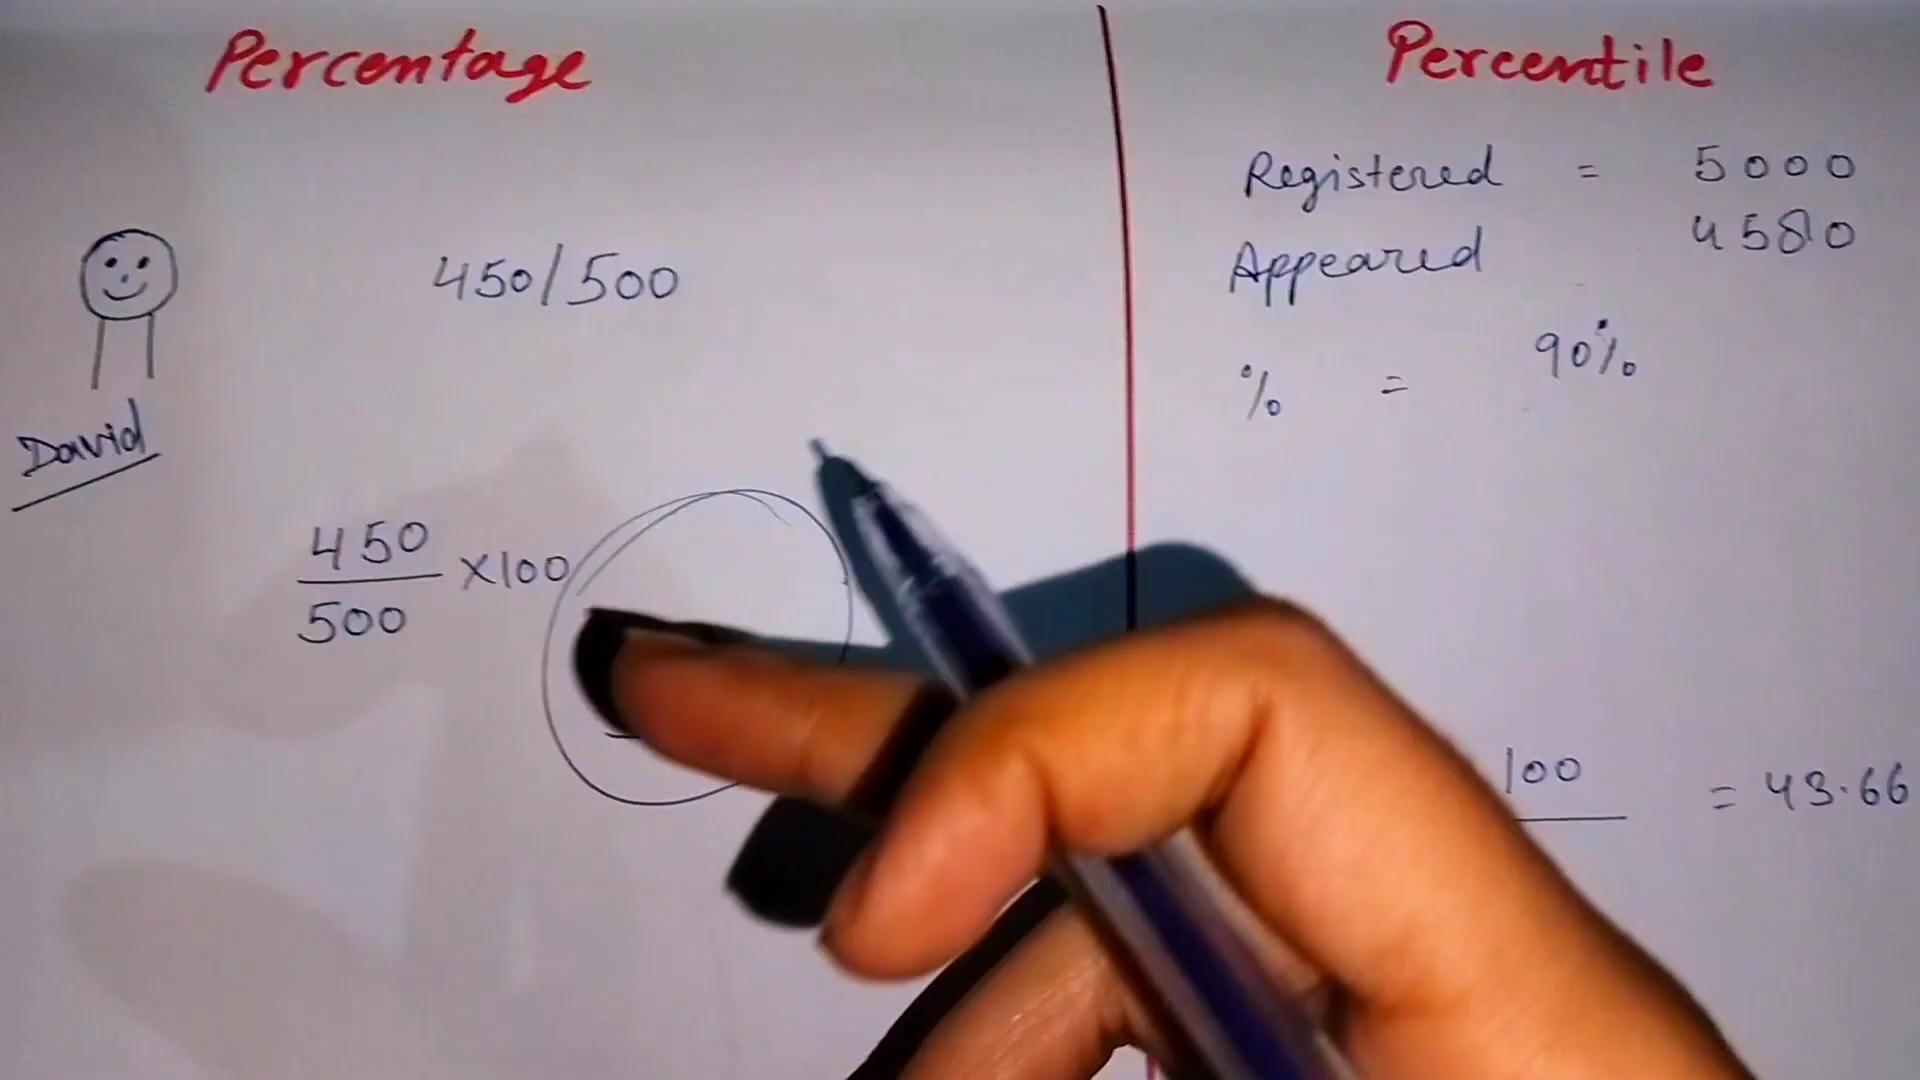 Percentage
450/500
David
450
500
×100
Percentile
Registered = 5000
Appeared 4580
% = 90%
100
= 43.66